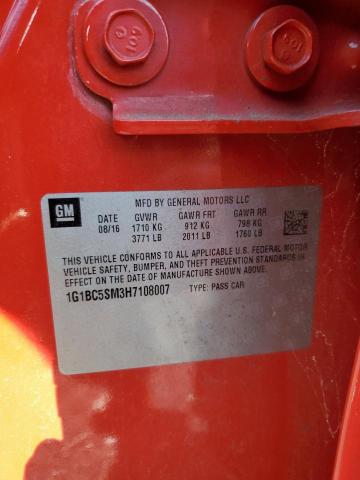 GM
MFD BY GENERAL MOTORS LLC
DATE GVWR GAWR FRT GAWR RR
08/16 1710 KG 912 KG 798 KG
3771 LB 2011 LB 1760 LB
THIS VEHICLE CONFORMS TO ALL APPLICABLE U.S. FEDERAL MOTOR
VEHICLE SAFETY, BUMPER, AND THEFT PREVENTION STANDARDS IN
EFFECT ON THE DATE OF MANUFACTURE SHOWN ABOVE.
1G1BC5SM3H7108007 TYPE: PASS CAR